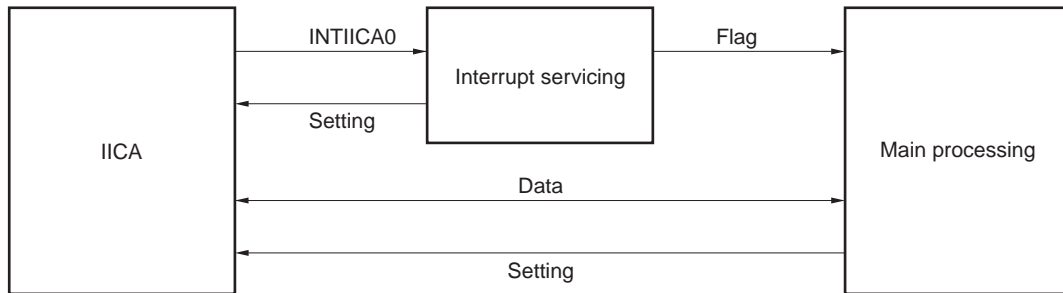 INTIICA0
Flag
Interrupt servicing
Setting
IICA
Main processing
Data
Setting